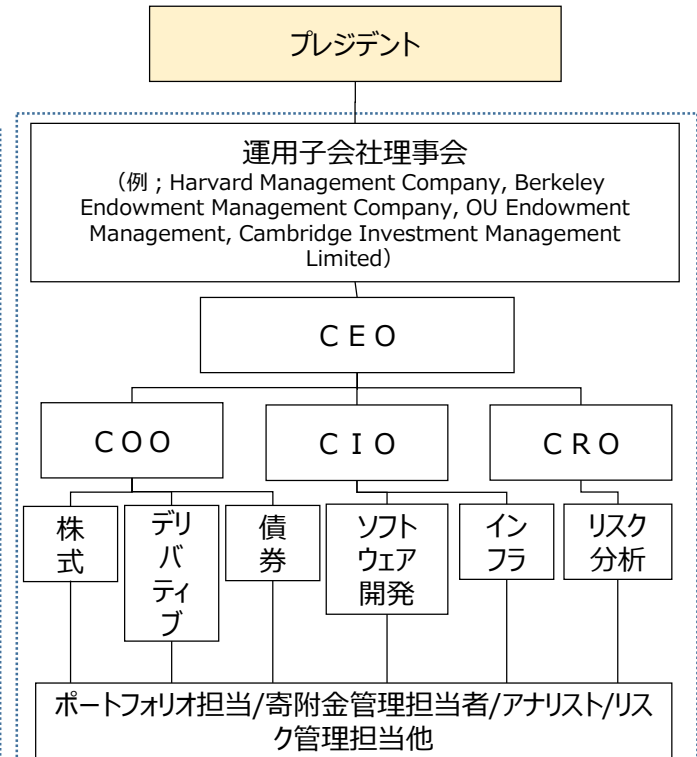 プレジデント
運用子会社理事会
（例；Harvard Management Company, Berkeley
Endowment Management Company, OU Endowment
Management, Cambridge Investment Management
Limited）
ＣＥＯ
ＣＯＯ
ＣＩＯ
ＣＲＯ
株
式
デリ
バ
ティ
ブ
債
券
ソフト
ウェア
開発
イン
フラ
リスク
分析
ポートフォリオ担当/寄附金管理担当者/アナリスト/リス
ク管理担当他